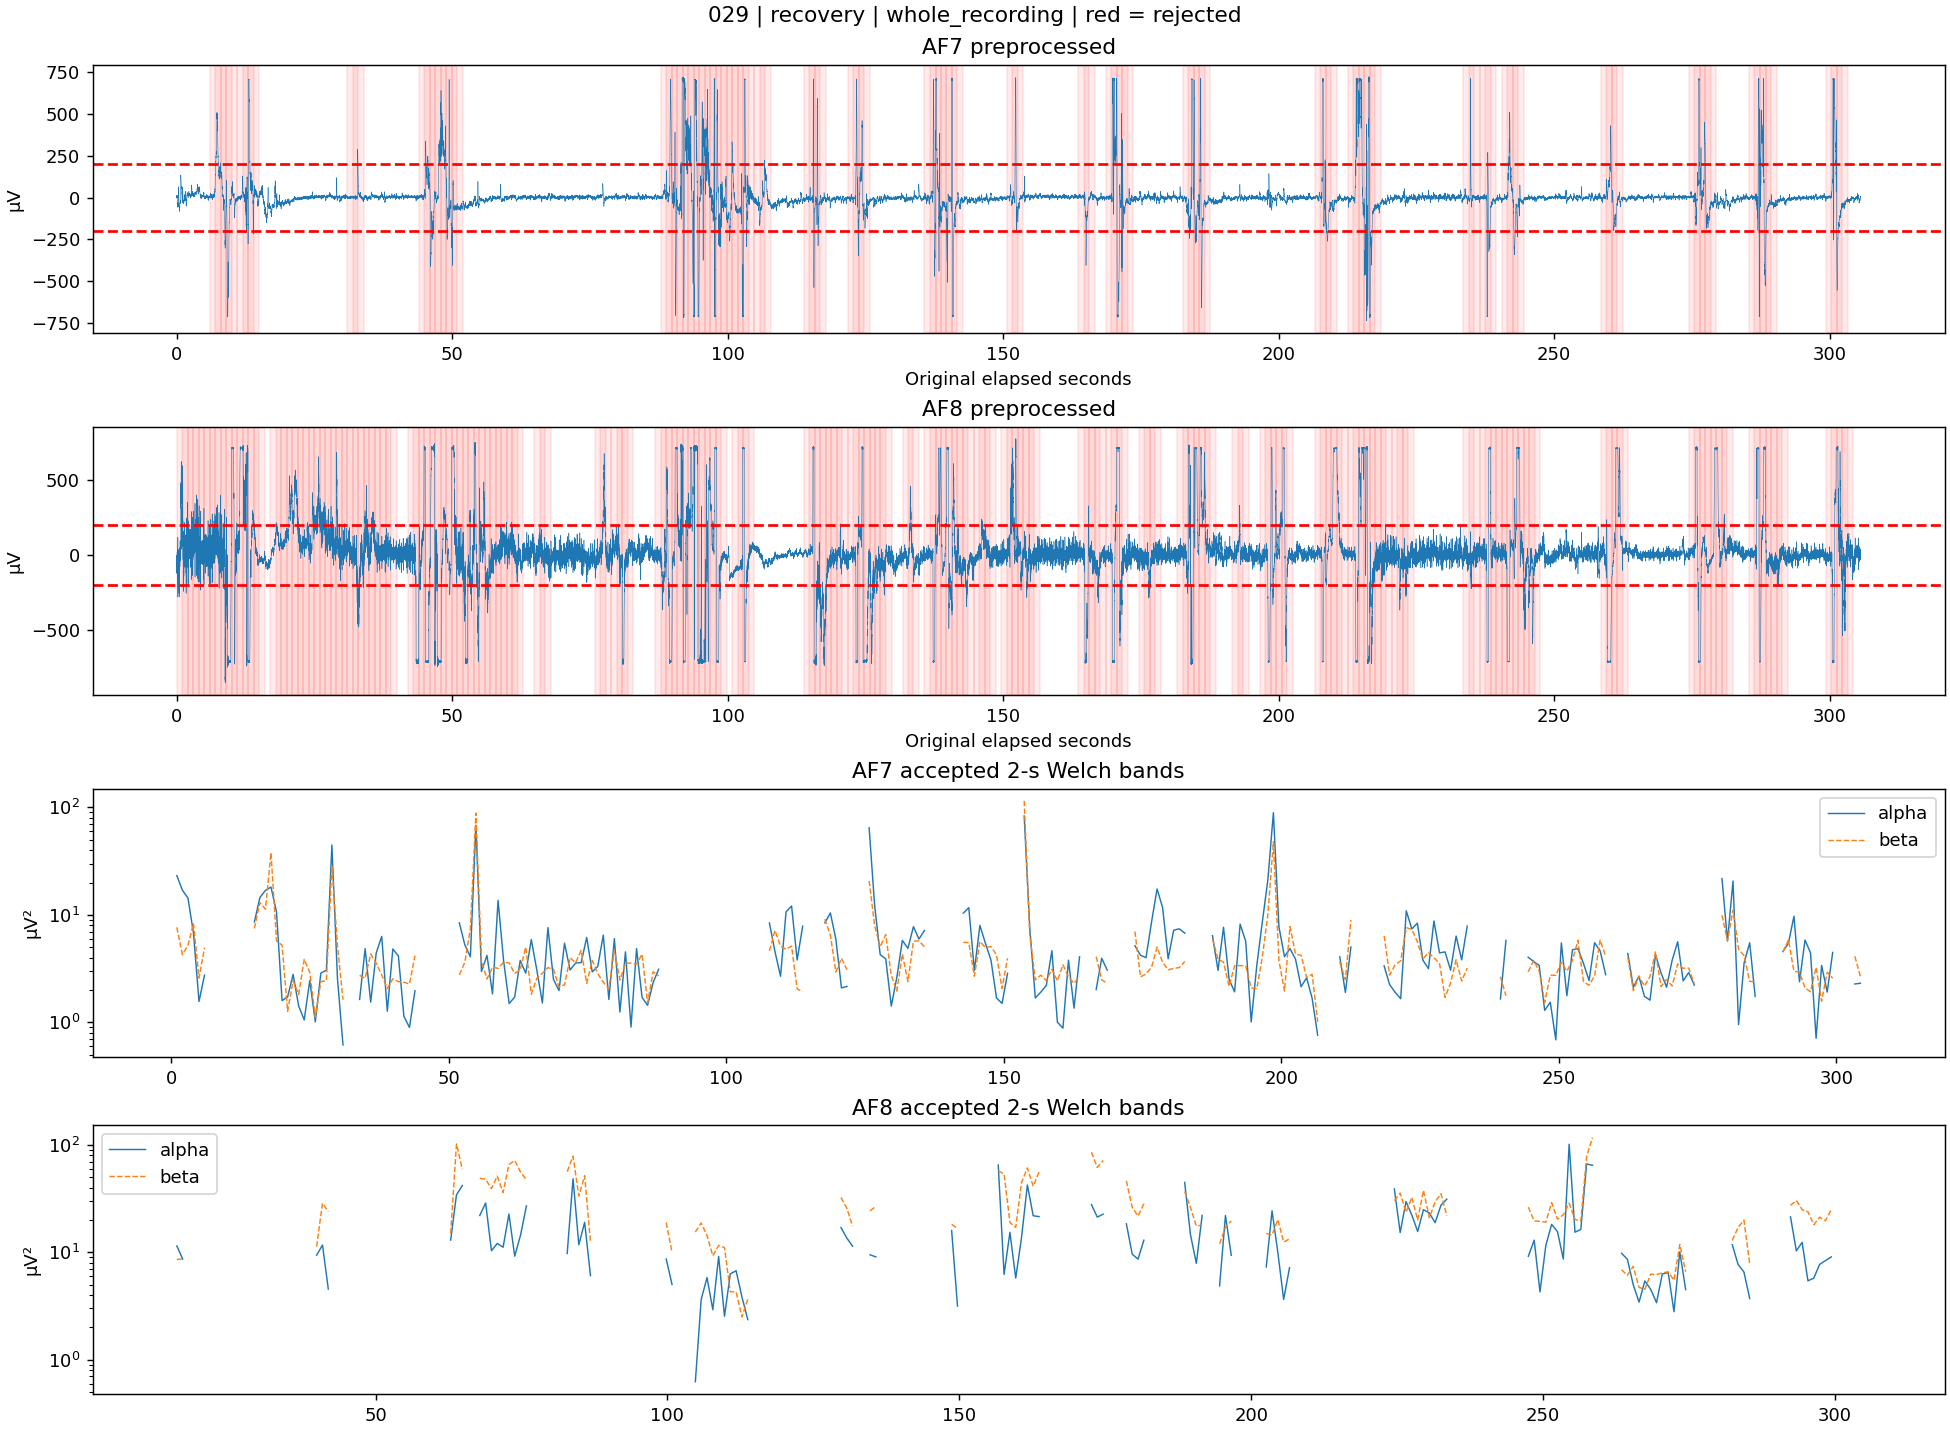 029 | recovery | whole_recording | red = rejected
AF7 preprocessed
750
500
250
0
−250
−500
−750
µV
0 50 100 150 200 250 300
Original elapsed seconds
AF8 preprocessed
500
0
−500
µV
0 50 100 150 200 250 300
Original elapsed seconds
AF7 accepted 2-s Welch bands
10²
10¹
10⁰
µV²
alpha
beta
0 50 100 150 200 250 300
AF8 accepted 2-s Welch bands
10²
10¹
10⁰
µV²
alpha
beta
50 100 150 200 250 300